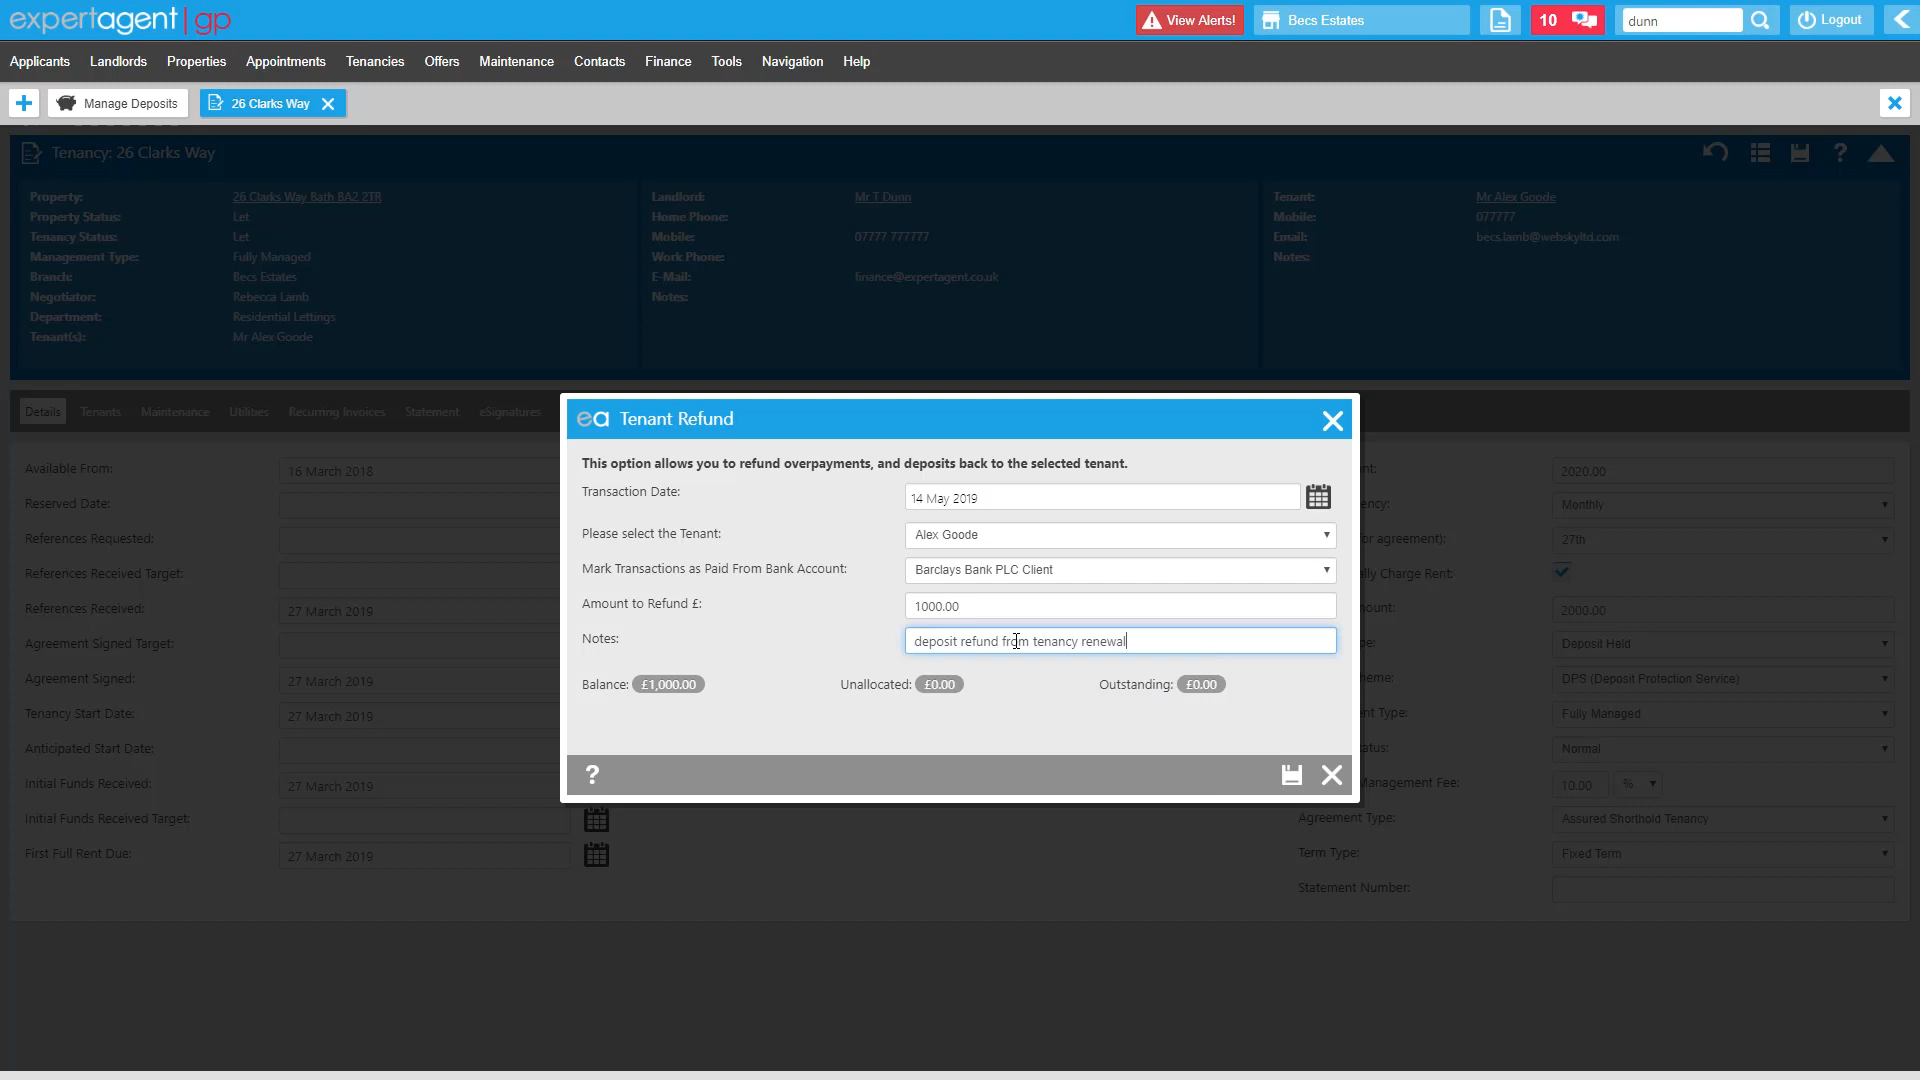 expertagent | gp
View Alerts!
Becs Estates
10
dunn
Logout
Applicants Landlords Properties Appointments Tenancies Offers Maintenance Contacts Finance Tools Navigation Help
Manage Deposits
26 Clarks Way
Tenancy: 26 Clarks Way
Property: 26 Clarks Way Bath BA2 2TR
Property Status: Let
Tenancy Status: Let
Management Type: Fully Managed
Branch: Becs Estates
Negotiator: Rebecca Lamb
Department: Residential Lettings
Tenant(s): Mr Alex Goode
Landlord: Mr T Dunn
Home Phone:
Mobile: 07777 777777
Work Phone:
E-Mail: finance@expertagent.co.uk
Notes:
Tenant: Mr Alex Goode
Mobile: 077777
Email: becs.lamb@webskyltd.com
Notes:
Details Tenants Maintenance Utilities Recurring Invoices Statement eSignatures
Available From: 16 March 2018
Reserved Date:
References Requested:
References Received Target:
References Received: 27 March 2019
Agreement Signed Target:
Agreement Signed: 27 March 2019
Tenancy Start Date: 27 March 2019
Anticipated Start Date:
Initial Funds Received: 27 March 2019
Initial Funds Received Target:
First Full Rent Due: 27 March 2019
ea Tenant Refund
This option allows you to refund overpayments, and deposits back to the selected tenant.
Transaction Date: 14 May 2019
Please select the Tenant: Alex Goode
Mark Transactions as Paid From Bank Account: Barclays Bank PLC Client
Amount to Refund £: 1000.00
Notes: deposit refund from tenancy renewal
Balance: £1,000.00 Unallocated: £0.00 Outstanding: £0.00
?
nt: 2020.00
ency: Monthly
or agreement): 27th
lly Charge Rent:
mount: 2000.00
pe: Deposit Held
heme: DPS (Deposit Protection Service)
nt Type: Fully Managed
atus: Normal
Management Fee: 10.00 %
Agreement Type: Assured Shorthold Tenancy
Term Type: Fixed Term
Statement Number: